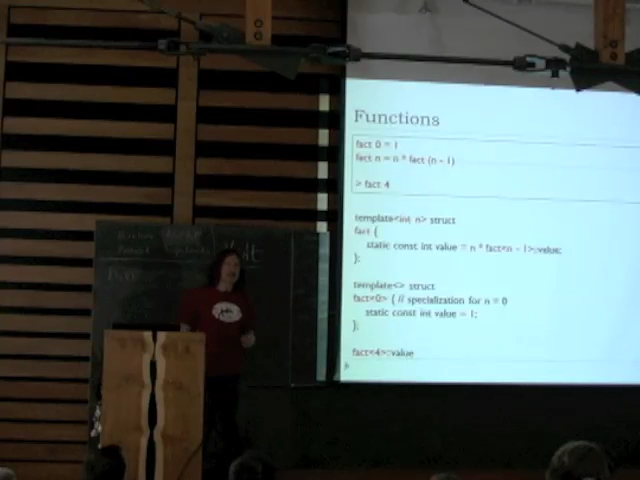 Functions
fact 0 = 1
fact n = n * fact (n - 1)
> fact 4
template<int n> struct
fact {
static const int value = n * fact<n - 1>::value;
};
template<> struct
fact<0> { // specialization for n = 0
static const int value = 1;
};
fact<4>::value